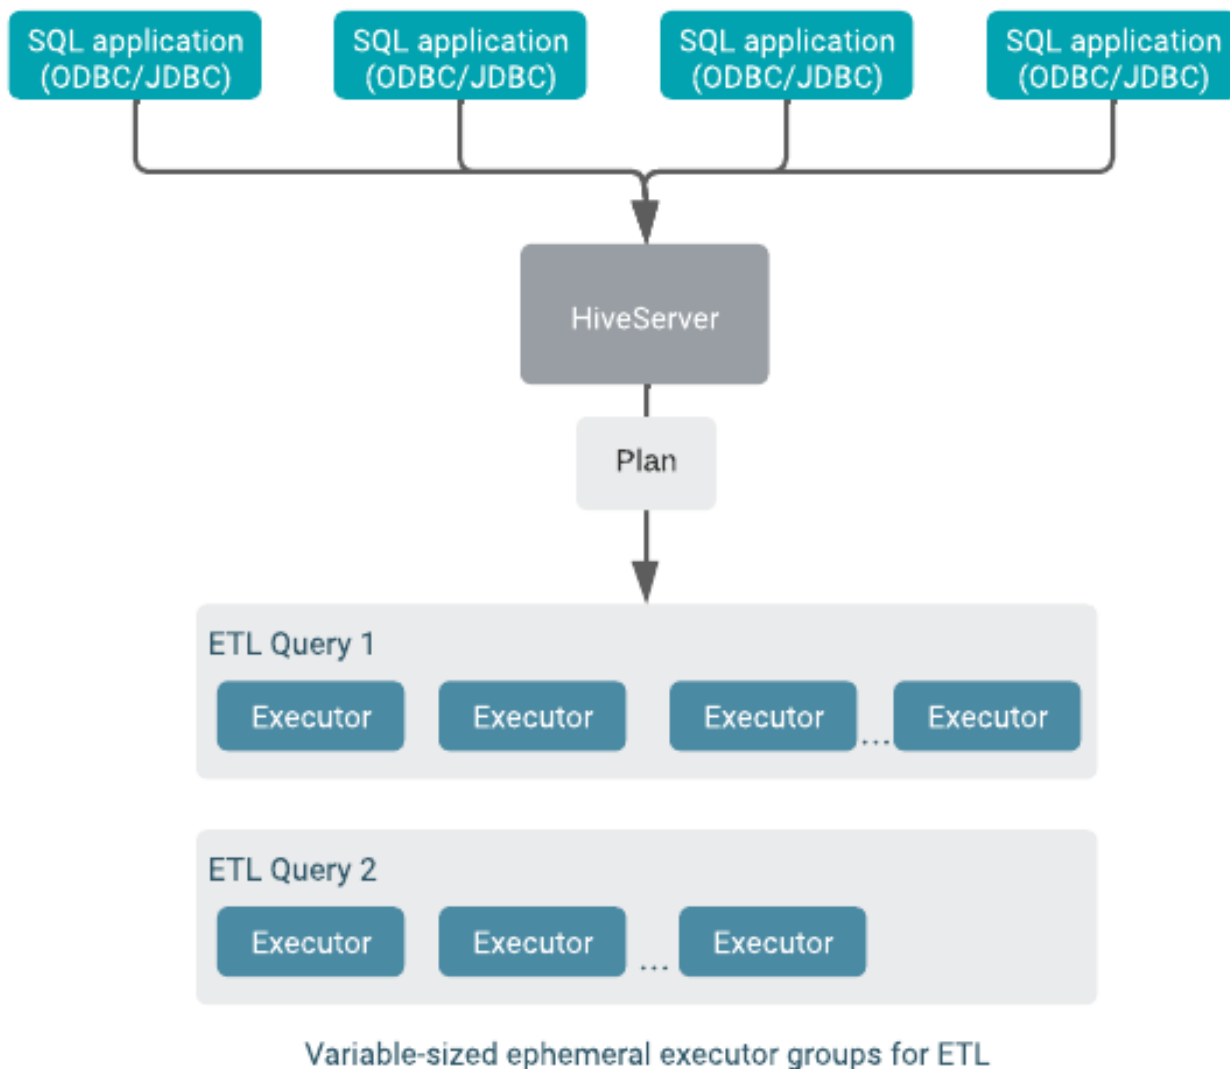 SQL application
(ODBC/JDBC)
SQL application
(ODBC/JDBC)
SQL application
(ODBC/JDBC)
SQL application
(ODBC/JDBC)
HiveServer
Plan
ETL Query 1
Executor Executor Executor ... Executor
ETL Query 2
Executor Executor ... Executor
Variable-sized ephemeral executor groups for ETL